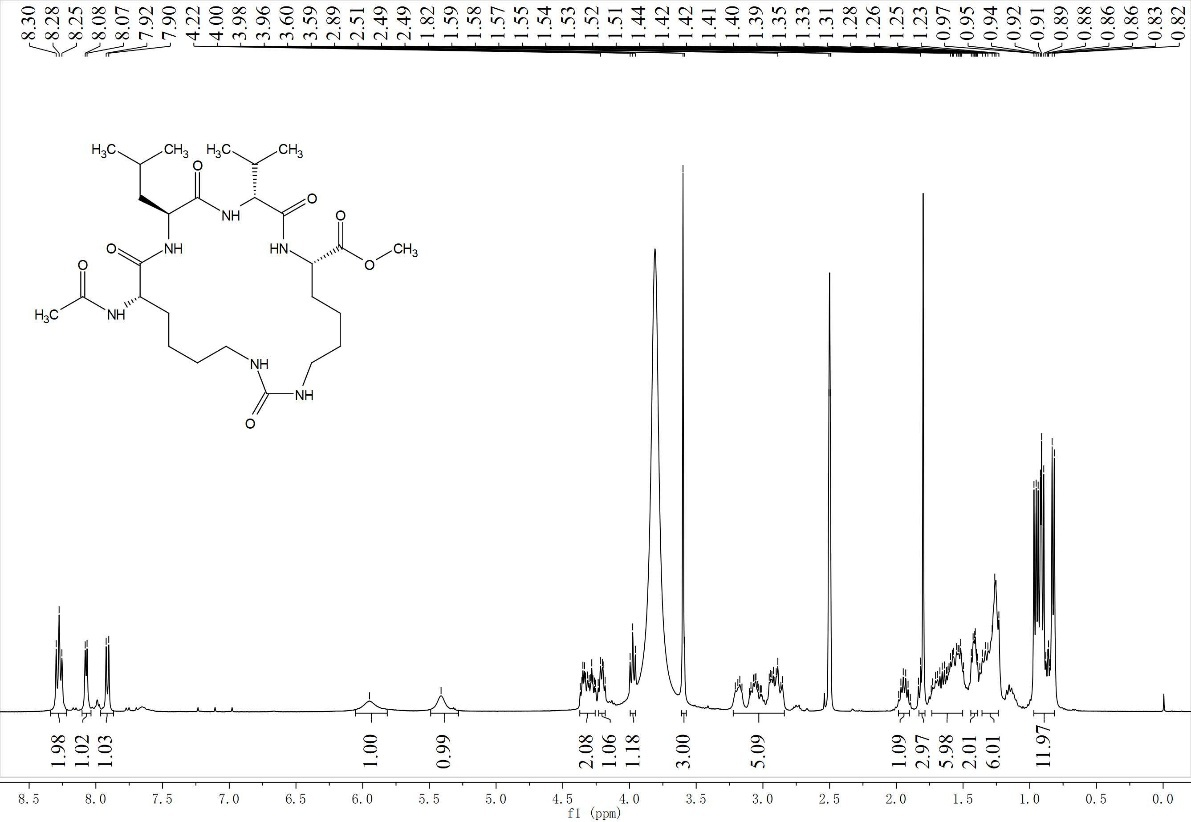 8.30 8.28 8.25 8.08 8.07 7.92 7.90 4.22 4.00 3.98 3.96 3.60 3.59 2.89 2.51 2.49 2.49 1.82 1.59 1.58 1.57 1.55 1.54 1.53 1.52 1.51 1.44 1.42 1.42 1.41 1.40 1.39 1.35 1.33 1.31 1.28 1.26 1.25 1.23 0.97 0.95 0.94 0.92 0.91 0.89 0.88 0.86 0.86 0.83 0.82
H3C CH3 H3C CH3
O
O
NH O
O NH HN O CH3
O
H3C NH
NH
NH
O
1.98 1.02 1.03 1.00 0.99 2.08 1.06 1.18 3.00 5.09 1.09 2.97 5.98 2.01 6.01 11.97
8.5 8.0 7.5 7.0 6.5 6.0 5.5 5.0 4.5 4.0 3.5 3.0 2.5 2.0 1.5 1.0 0.5 0.0
f1 (ppm)